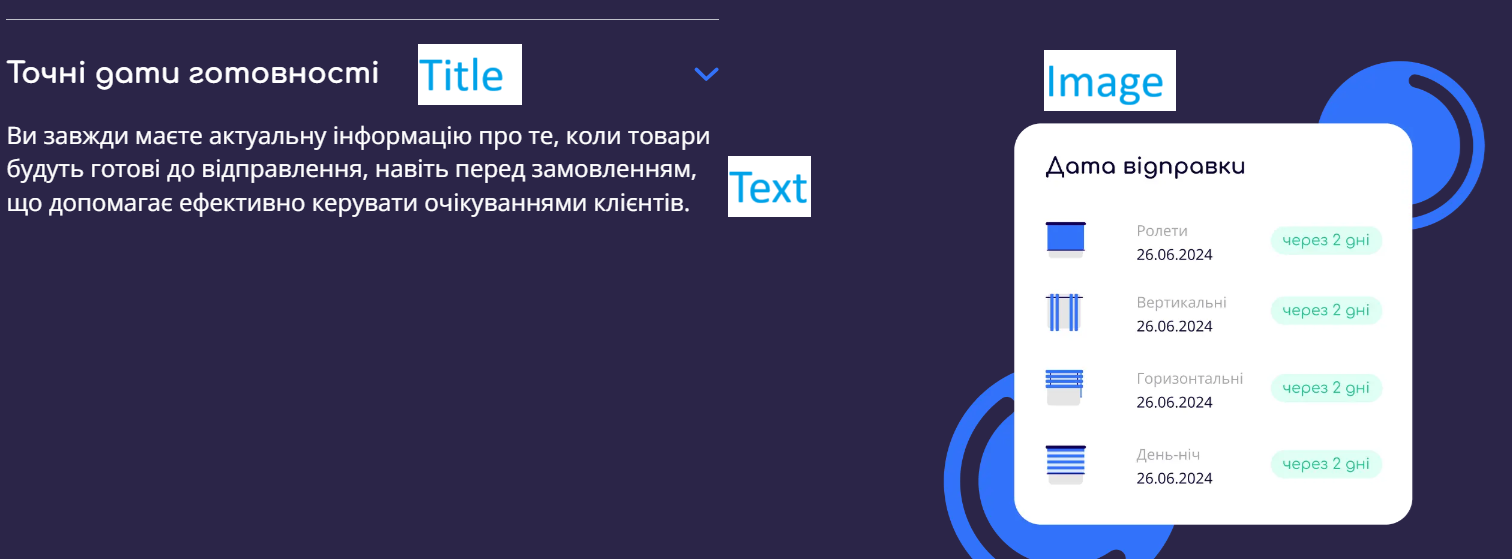 Точні дати готовності
Title
Ви завжди маєте актуальну інформацію про те, коли товари
будуть готові до відправлення, навіть перед замовленням,
що допомагає ефективно керувати очікуваннями клієнтів.
Text
Image
Дата відправки
Ролети
26.06.2024
через 2 дні
Вертикальні
26.06.2024
через 2 дні
Горизонтальні
26.06.2024
через 2 дні
День-ніч
26.06.2024
через 2 дні